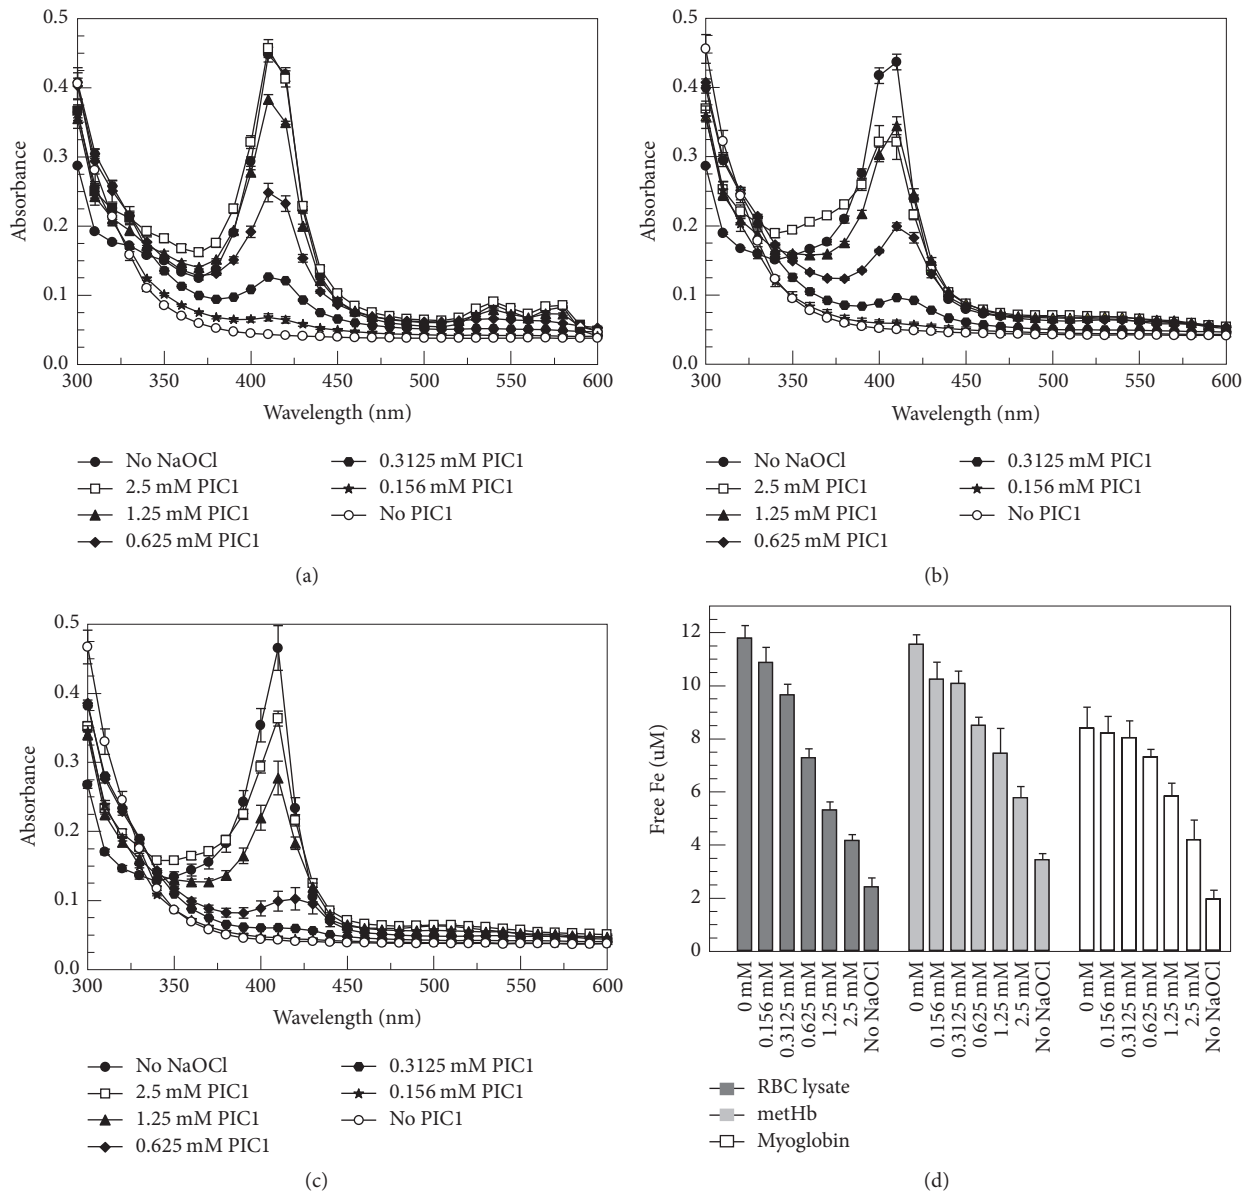 0.5
0.4
0.3
0.2
0.1
0.0
Absorbance
300
350
400
450
500
550
600
Wavelength (nm)
No NaOCl
2.5 mM PIC1
1.25 mM PIC1
0.625 mM PIC1
0.3125 mM PIC1
0.156 mM PIC1
No PIC1
(a)
0.5
0.4
0.3
0.2
0.1
0.0
Absorbance
300
350
400
450
500
550
600
Wavelength (nm)
No NaOCl
2.5 mM PIC1
1.25 mM PIC1
0.625 mM PIC1
0.3125 mM PIC1
0.156 mM PIC1
No PIC1
(b)
0.5
0.4
0.3
0.2
0.1
0.0
Absorbance
300
350
400
450
500
550
600
Wavelength (nm)
No NaOCl
2.5 mM PIC1
1.25 mM PIC1
0.625 mM PIC1
0.3125 mM PIC1
0.156 mM PIC1
No PIC1
(c)
12
10
8
6
4
2
0
Free Fe (uM)
0 mM
0.156 mM
0.3125 mM
0.625 mM
1.25 mM
2.5 mM
No NaOCl
0 mM
0.156 mM
0.3125 mM
0.625 mM
1.25 mM
2.5 mM
No NaOCl
0 mM
0.156 mM
0.3125 mM
0.625 mM
1.25 mM
2.5 mM
No NaOCl
RBC lysate
metHb
Myoglobin
(d)